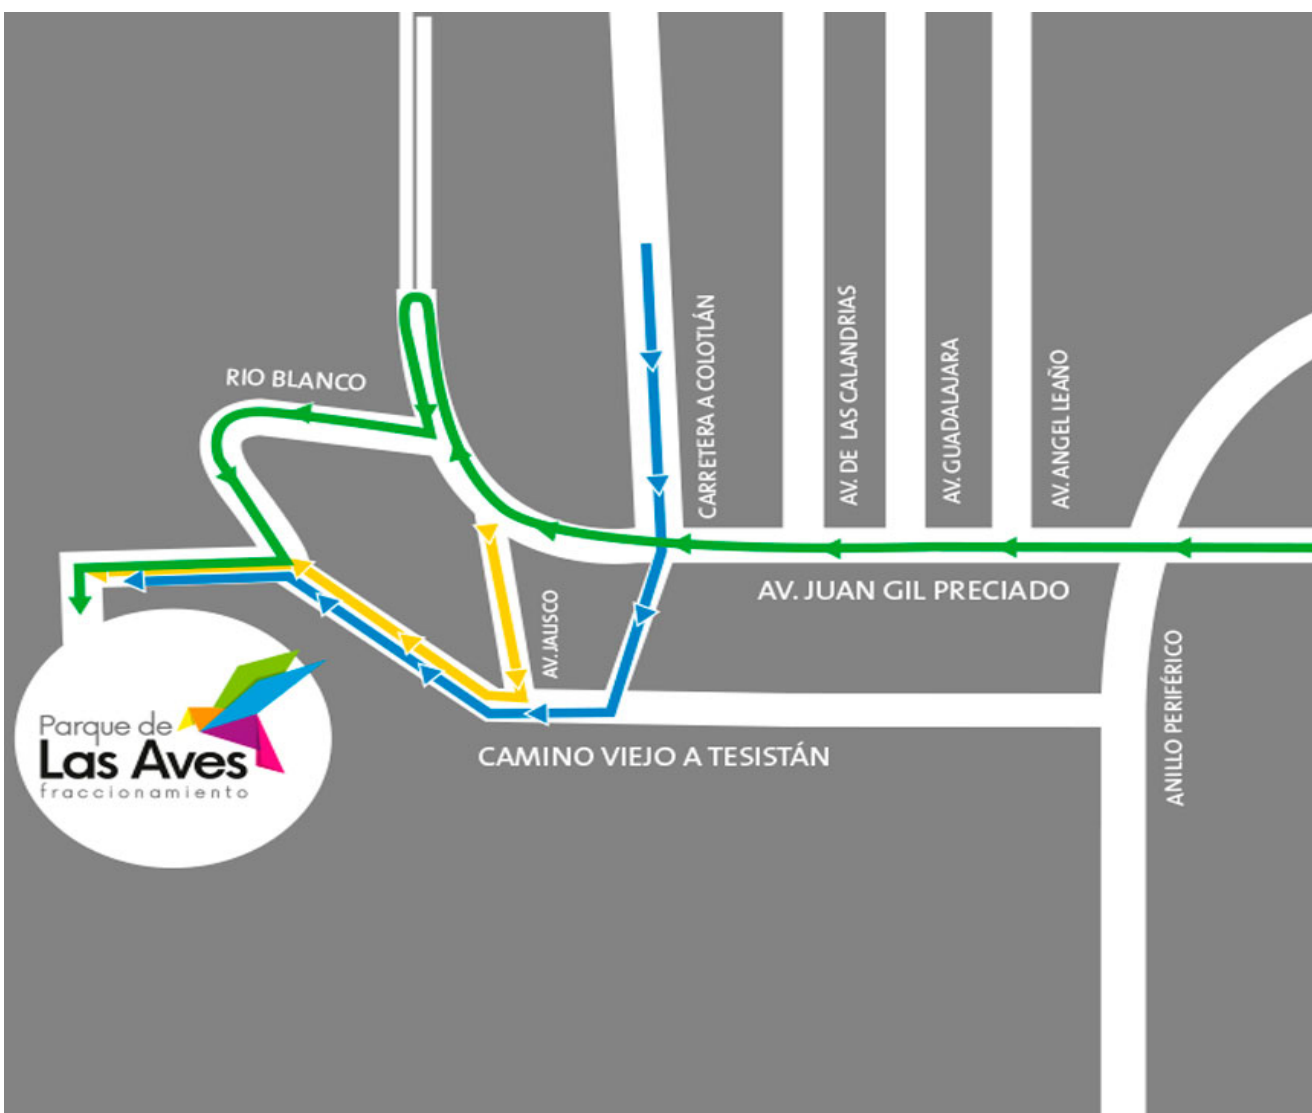 RIO BLANCO
CARRETERA A COLOTLÁN
AV. DE LAS CALANDRIAS
AV. GUADALAJARA
AV. ANGEL LEAÑO
AV. JUAN GIL PRECIADO
AV. JALISCO
ANILLO PERIFÉRICO
CAMINO VIEJO A TESISTÁN
Parque de
Las Aves
fraccionamiento